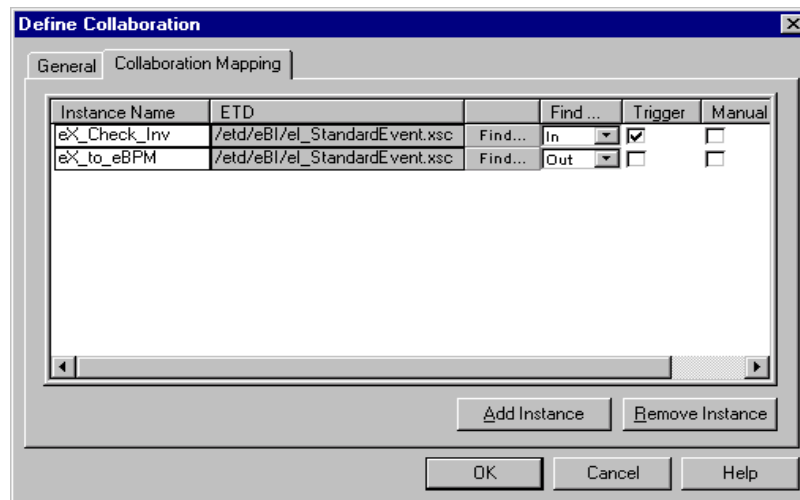 Define Collaboration
General Collaboration Mapping
Instance Name ETD Find ... Trigger Manual
eX_Check_Inv /etd/eBI/eI_StandardEvent.xsc Find... In
eX_to_eBPM /etd/eBI/eI_StandardEvent.xsc Find... Out
Add Instance Remove Instance
OK Cancel Help